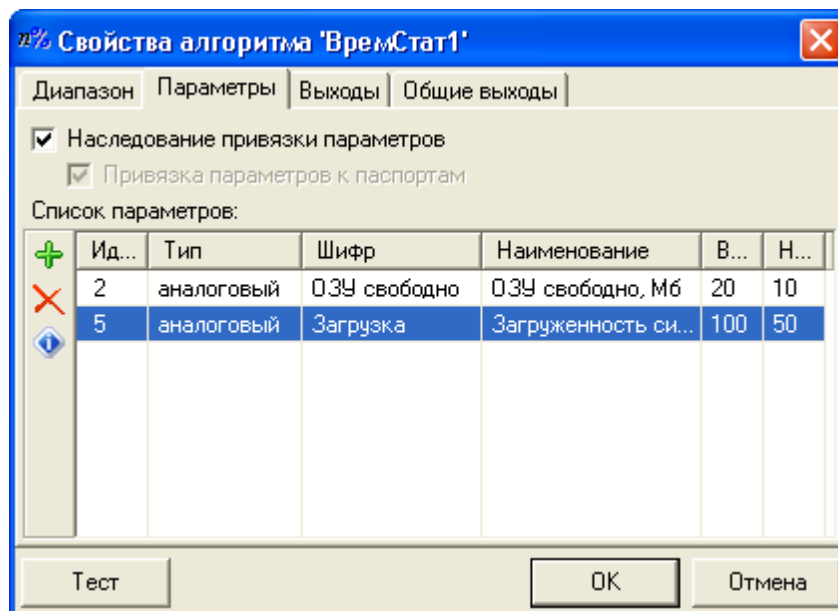 n% Свойства алгоритма 'ВремСтат1'
Диапазон Параметры Выходы Общие выходы
Наследование привязки параметров
Привязка параметров к паспортам
Список параметров:
Ид... Тип Шифр Наименование В... Н...
2 аналоговый ОЗУ свободно ОЗУ свободно, Мб 20 10
5 аналоговый Загрузка Загруженность си... 100 50
Тест OK Отмена